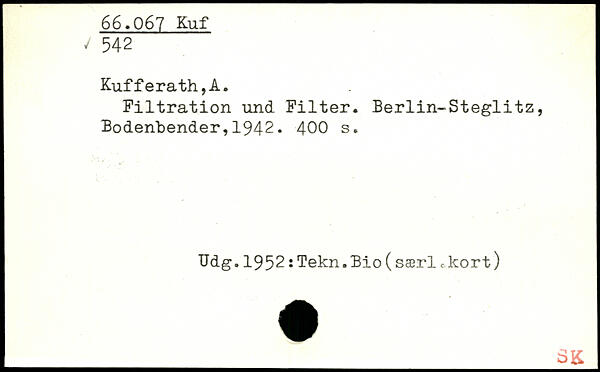 66.067 Kuf
✓ 542
Kufferath,A.
Filtration und Filter. Berlin-Steglitz,
Bodenbender,1942. 400 s.
Udg.1952:Tekn.Bio(særl.kort)
SK